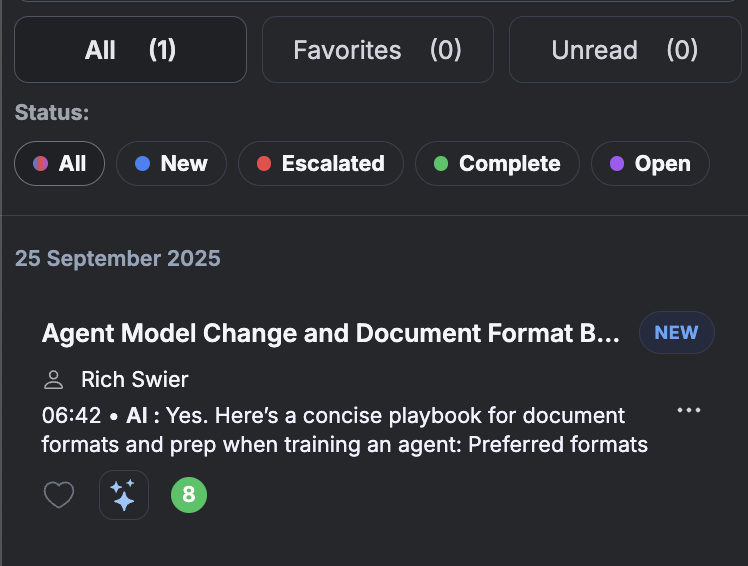 All (1) Favorites (0) Unread (0)
Status:
All New Escalated Complete Open
25 September 2025
Agent Model Change and Document Format B... NEW
Rich Swier
06:42 • AI : Yes. Here’s a concise playbook for document
formats and prep when training an agent: Preferred formats
8